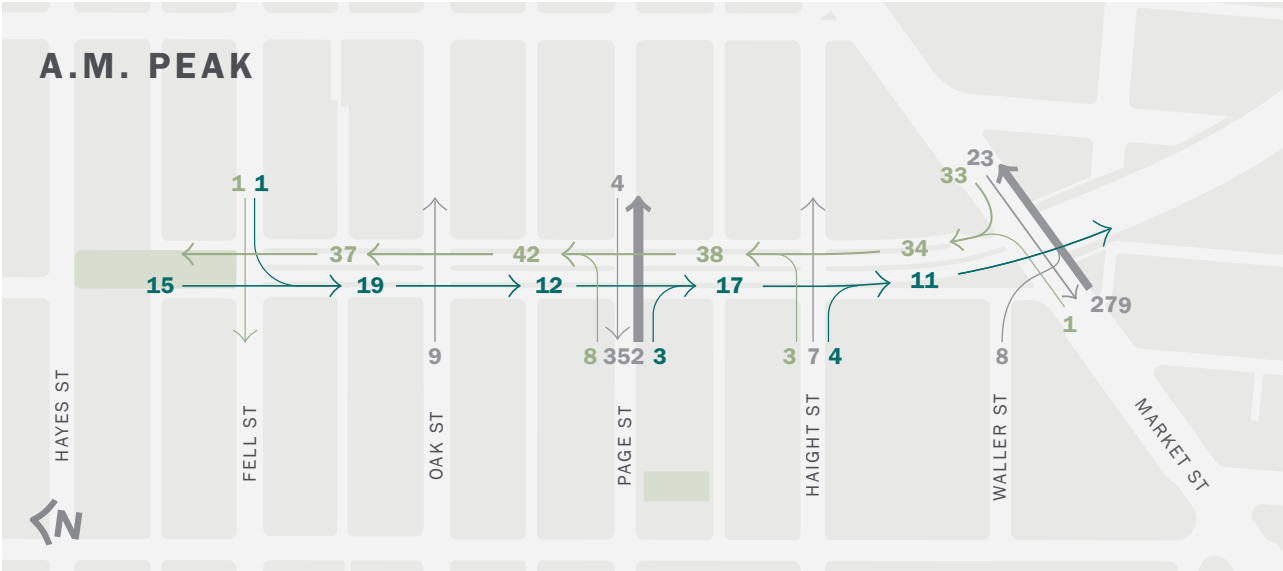 A.M. PEAK
23
33
1 1
4
37
42
38
34
15
19
12
17
11
279
1
9
8 352 3
3 7 4
8
HAYES ST
FELL ST
OAK ST
PAGE ST
HAIGHT ST
WALLER ST
MARKET ST
N